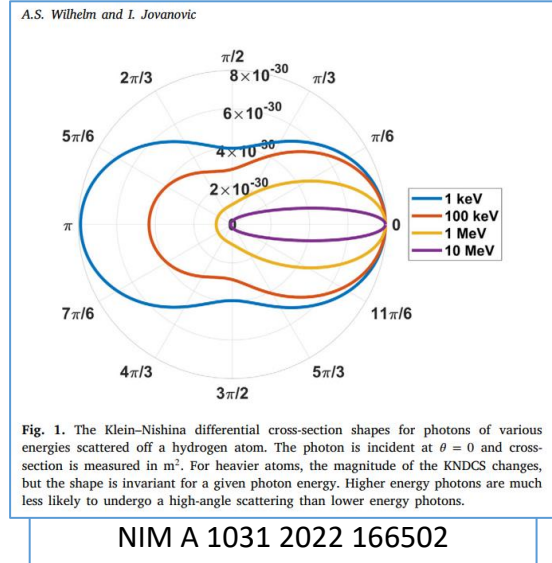 A.S. Wilhelm and I. Jovanovic
π/2
2π/3
8×10-30
π/3
6×10-30
5π/6
π/6
4×10-30
2×10-30
π
0
0
1 keV
100 keV
1 MeV
10 MeV
7π/6
11π/6
4π/3
5π/3
3π/2
Fig. 1. The Klein–Nishina differential cross-section shapes for photons of various
energies scattered off a hydrogen atom. The photon is incident at θ = 0 and cross-
section is measured in m². For heavier atoms, the magnitude of the KNDCS changes,
but the shape is invariant for a given photon energy. Higher energy photons are much
less likely to undergo a high-angle scattering than lower energy photons.
NIM A 1031 2022 166502